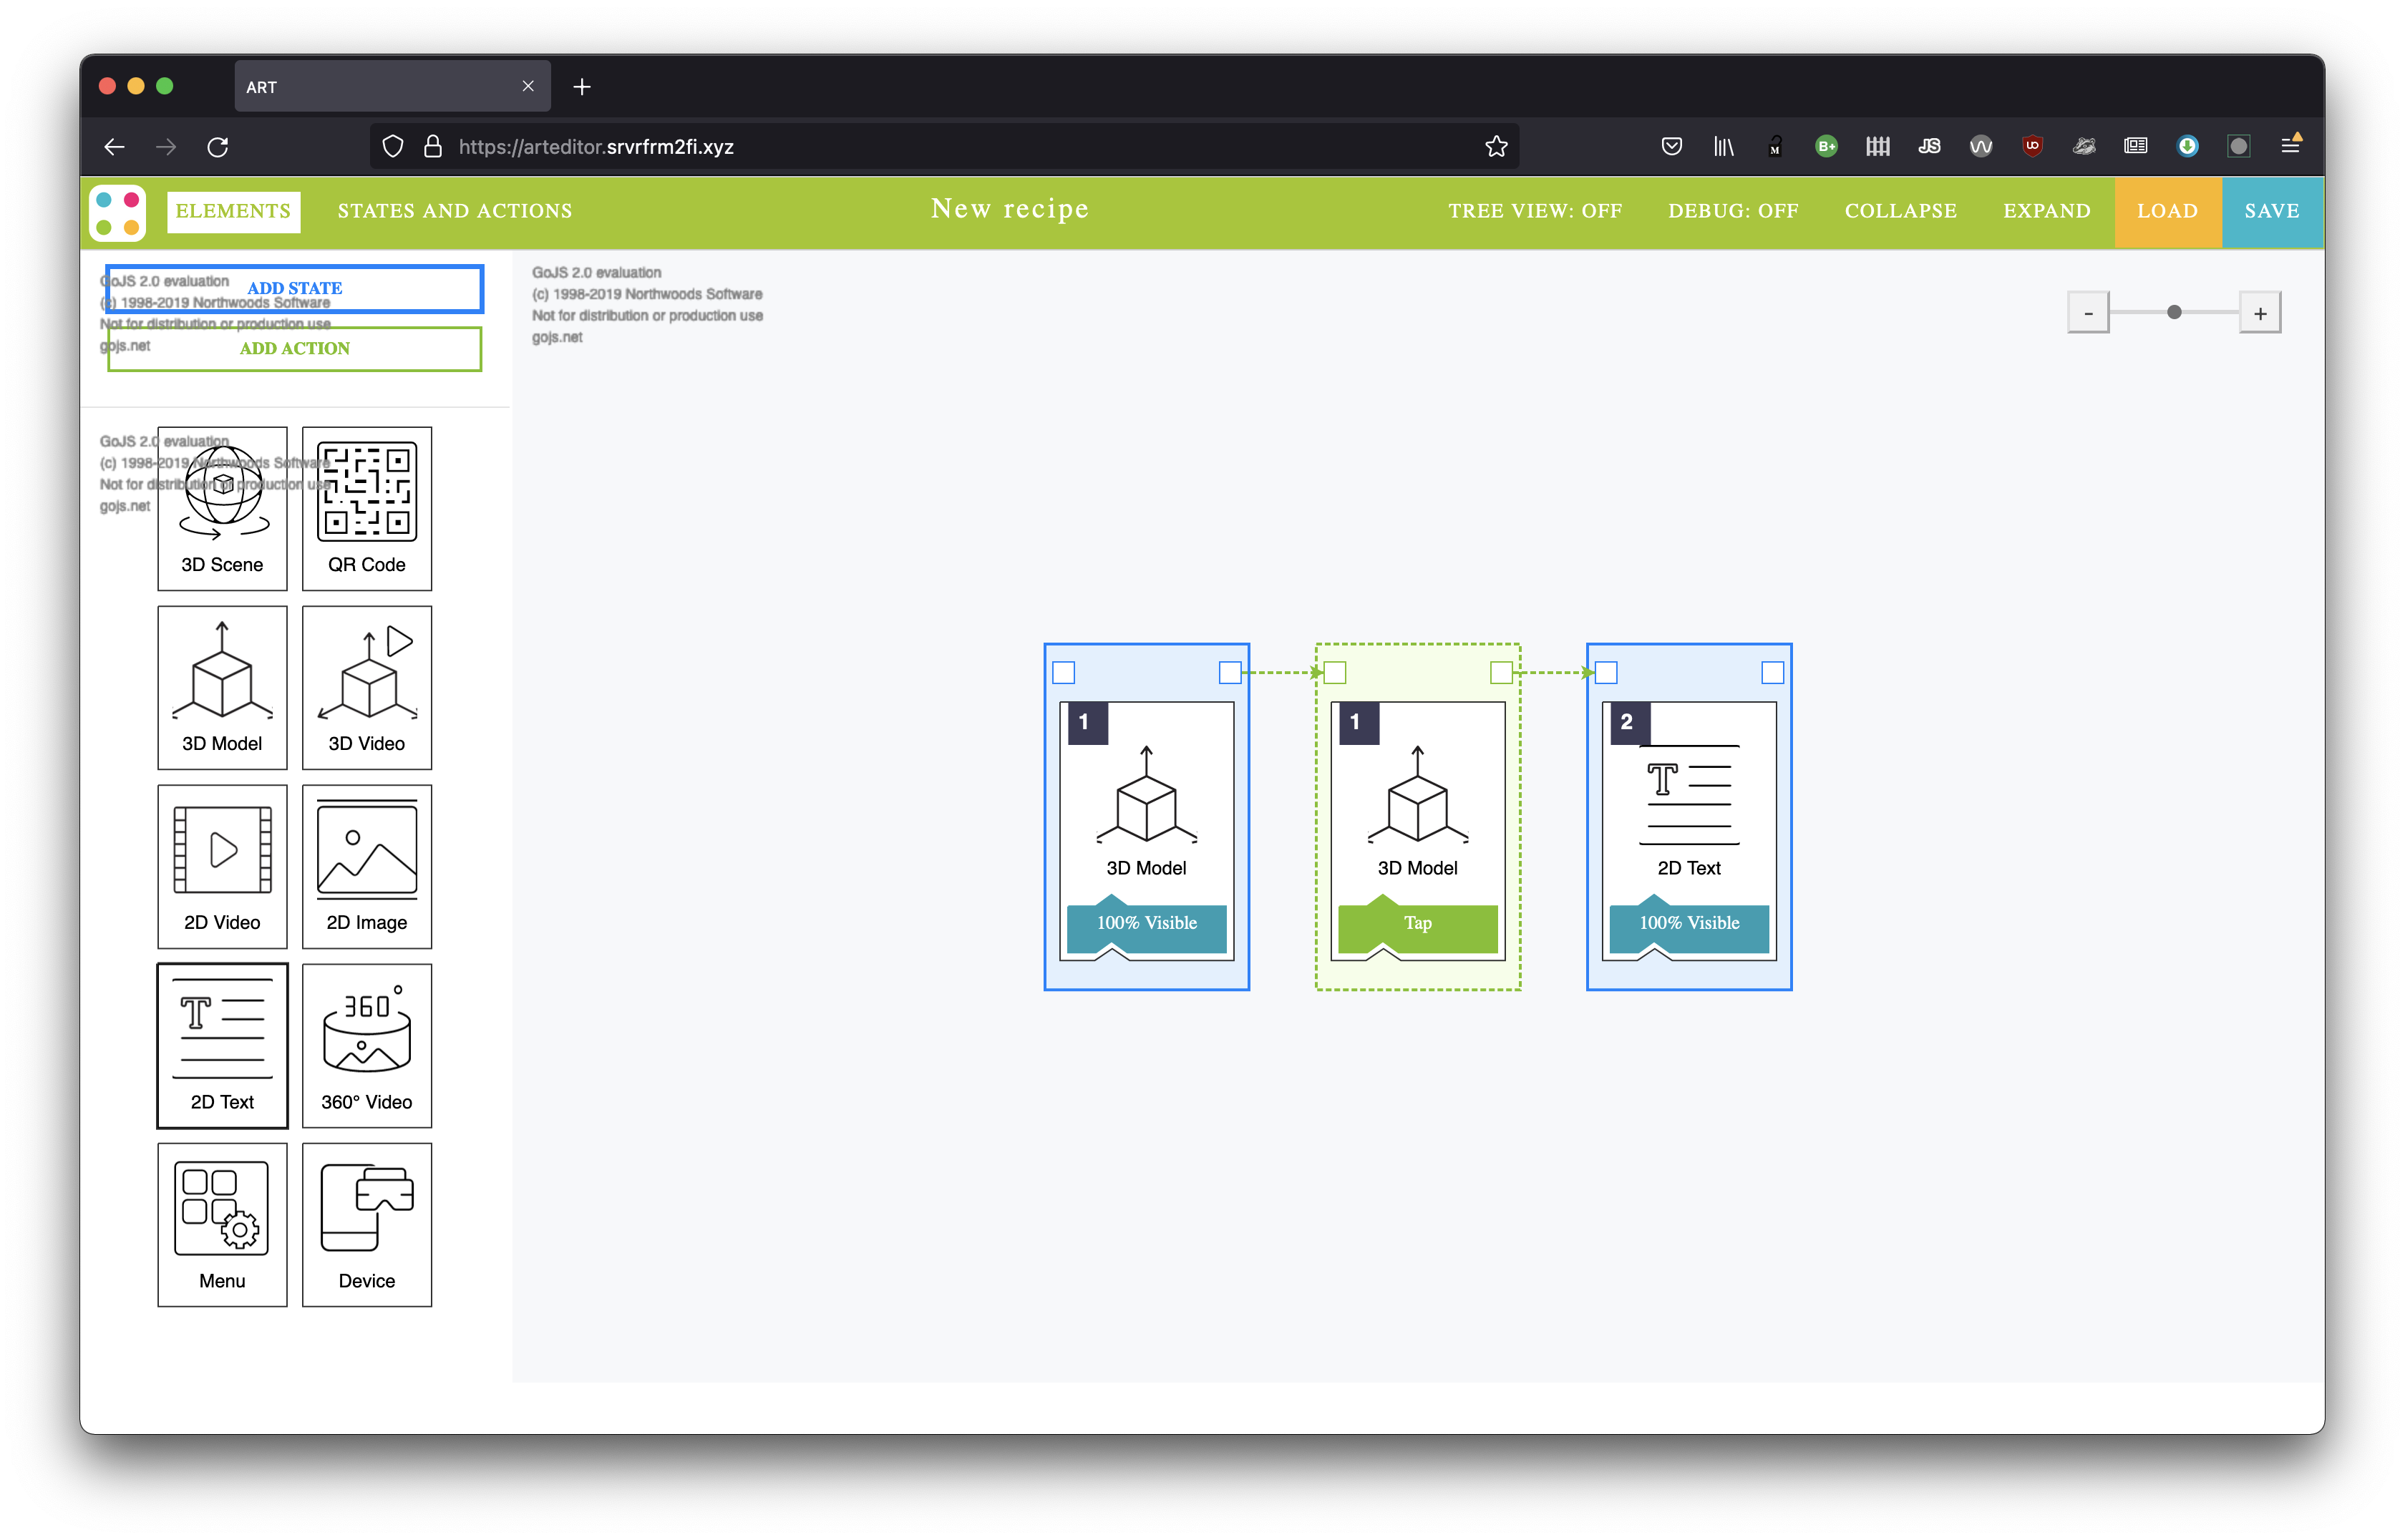 ART
https://arteditor.srvrfrm2fi.xyz
M
B+
JS
UO
ELEMENTS
STATES AND ACTIONS
New recipe
TREE VIEW: OFF
DEBUG: OFF
COLLAPSE
EXPAND
LOAD
SAVE
GoJS 2.0 evaluation
(c) 1998-2019 Northwoods Software
Not for distribution or production use
gojs.net
ADD STATE
ADD ACTION
GoJS 2.0 evaluation
(c) 1998-2019 Northwoods Software
Not for distribution or production use
gojs.net
- +
GoJS 2.0 evaluation
(c) 1998-2019 Northwoods Software
Not for distribution or production use
gojs.net
3D Scene
QR Code
3D Model
3D Video
2D Video
2D Image
T
2D Text
360°
360° Video
Menu
Device
1
3D Model
100% Visible
1
3D Model
Tap
2
T
2D Text
100% Visible